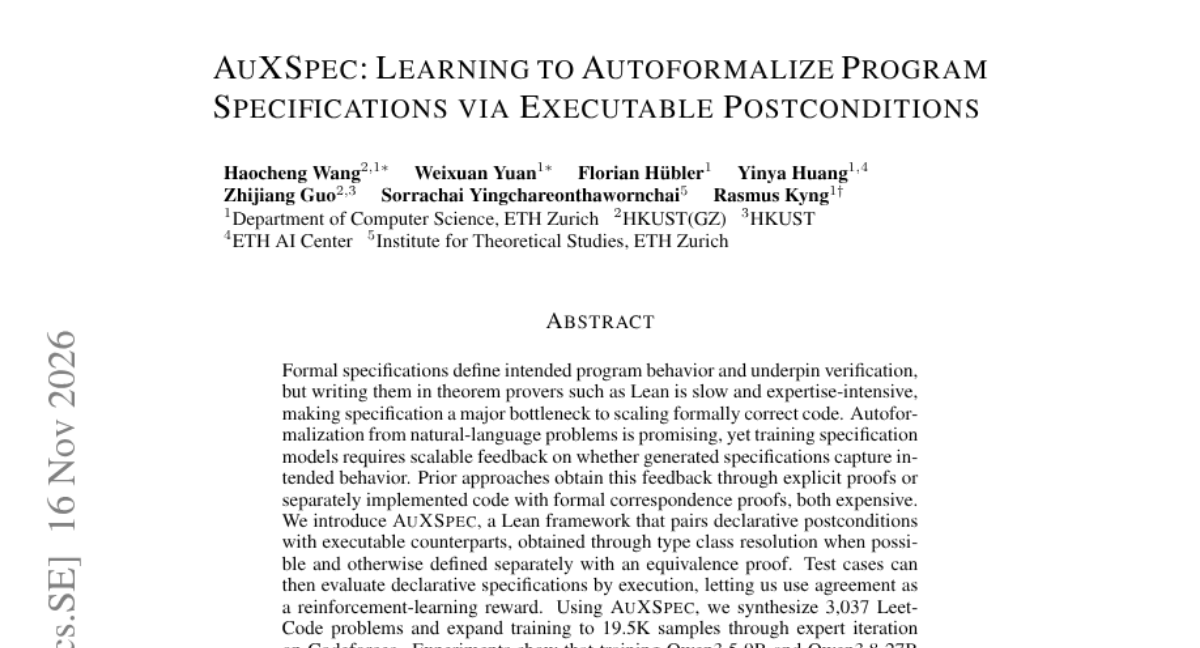 AUXSPEC: LEARNING TO AUTOFORMALIZE PROGRAM
SPECIFICATIONS VIA EXECUTABLE POSTCONDITIONS
Haocheng Wang2,1* Weixuan Yuan1* Florian Hübler1 Yinya Huang1,4
Zhijiang Guo2,3 Sorrachai Yingchareonthawornchai5 Rasmus Kyng1†
1Department of Computer Science, ETH Zurich 2HKUST(GZ) 3HKUST
4ETH AI Center 5Institute for Theoretical Studies, ETH Zurich
ABSTRACT
Formal specifications define intended program behavior and underpin verification,
but writing them in theorem provers such as Lean is slow and expertise-intensive,
making specification a major bottleneck to scaling formally correct code. Autofor-
malization from natural-language problems is promising, yet training specification
models requires scalable feedback on whether generated specifications capture in-
tended behavior. Prior approaches obtain this feedback through explicit proofs or
separately implemented code with formal correspondence proofs, both expensive.
We introduce AUXSPEC, a Lean framework that pairs declarative postconditions
with executable counterparts, obtained through type class resolution when possi-
ble and otherwise defined separately with an equivalence proof. Test cases can
then evaluate declarative specifications by execution, letting us use agreement as
a reinforcement-learning reward. Using AUXSPEC, we synthesize 3,037 Leet-
Code problems and expand training to 19.5K samples through expert iteration
cs.SE] 16 Nov 2026